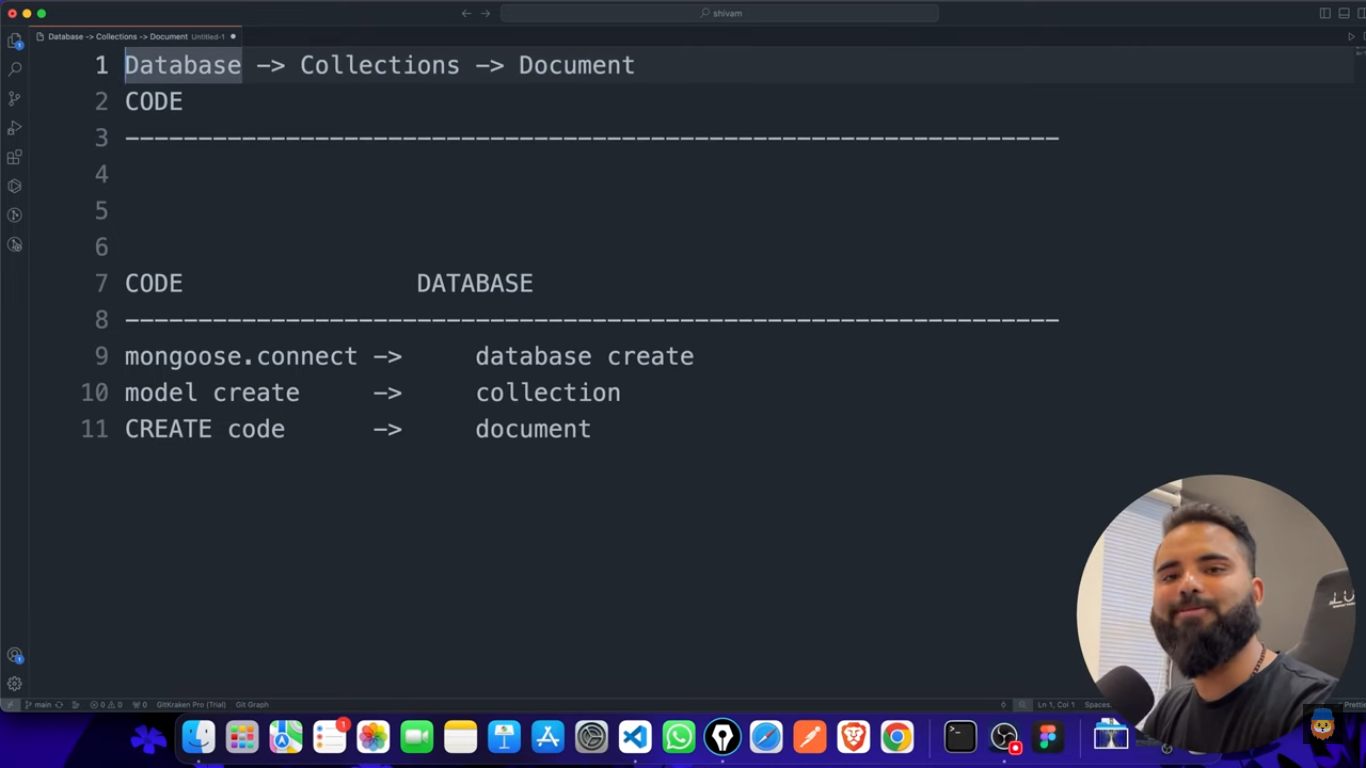 shivam
Database -> Collections -> Document Untitled-1
1 Database -> Collections -> Document
2 CODE
3 ----------------------------------------------------------------
4
5
6
7 CODE DATABASE
8 ----------------------------------------------------------------
9 mongoose.connect -> database create
10 model create -> collection
11 CREATE code -> document
main 0 0 0 GitKraken Pro (Trial) Git Graph Ln 1, Col 1 Spaces: Prettie